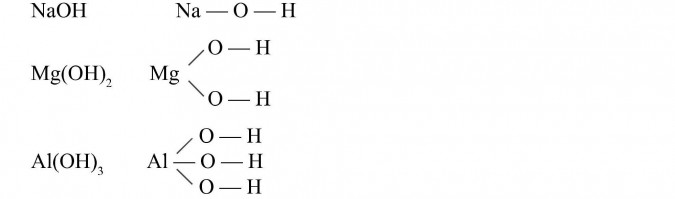 NaOH Na — O — H
O — H
Mg(OH)₂ Mg
O — H
O — H
Al(OH)₃ Al — O — H
O — H